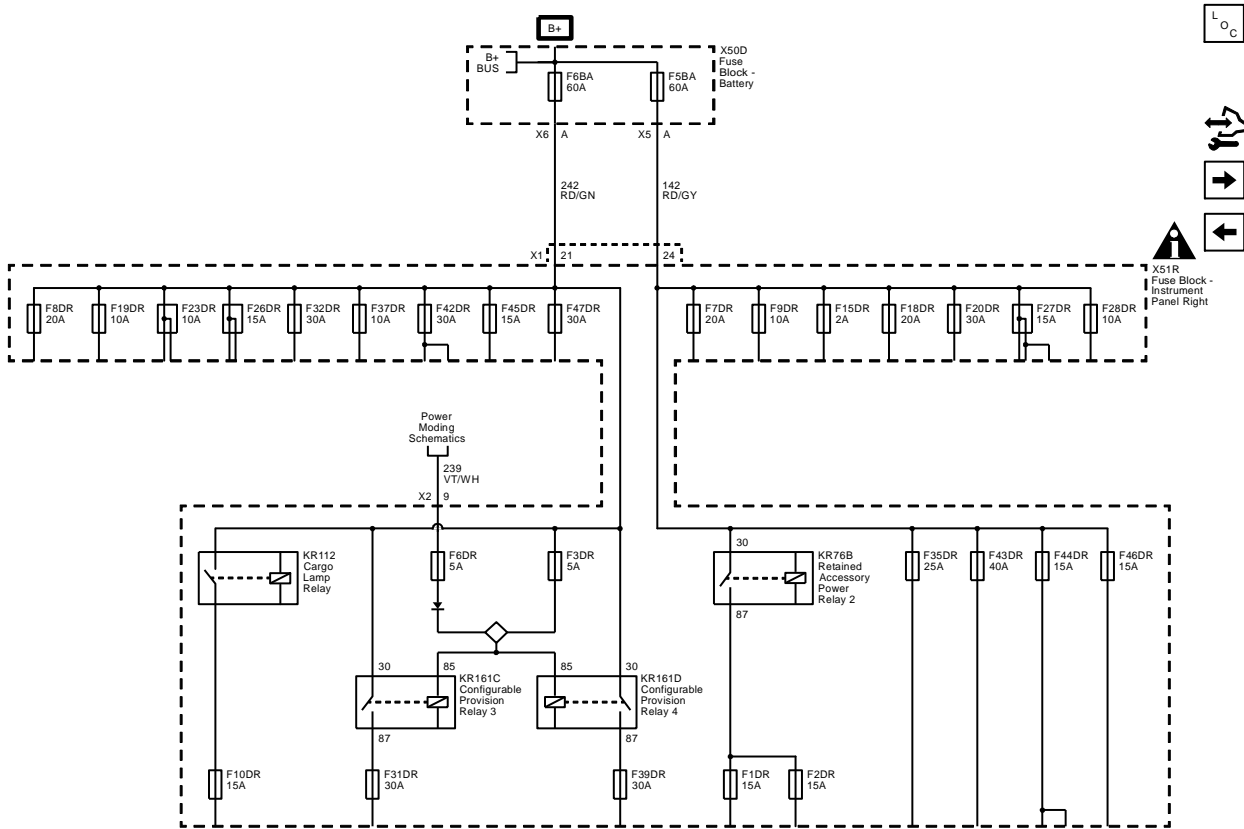 B+
L
O
C
B+
BUS
X50D
Fuse
Block -
Battery
F6BA
60A
F5BA
60A
X6 A
X5 A
242
RD/GN
142
RD/GY
X1 21
24
X51R
Fuse Block -
Instrument
Panel Right
F8DR
20A
F19DR
10A
F23DR
10A
F26DR
15A
F32DR
30A
F37DR
10A
F42DR
30A
F45DR
15A
F47DR
30A
F7DR
20A
F9DR
10A
F15DR
2A
F18DR
20A
F20DR
30A
F27DR
15A
F28DR
10A
Power
Moding
Schematics
239
VT/WH
X2 9
KR112
Cargo
Lamp
Relay
F6DR
5A
F3DR
5A
30
KR76B
Retained
Accessory
Power
Relay 2
87
F35DR
25A
F43DR
40A
F44DR
15A
F46DR
15A
30
85
KR161C
Configurable
Provision
Relay 3
87
85
30
KR161D
Configurable
Provision
Relay 4
87
F10DR
15A
F31DR
30A
F39DR
30A
F1DR
15A
F2DR
15A